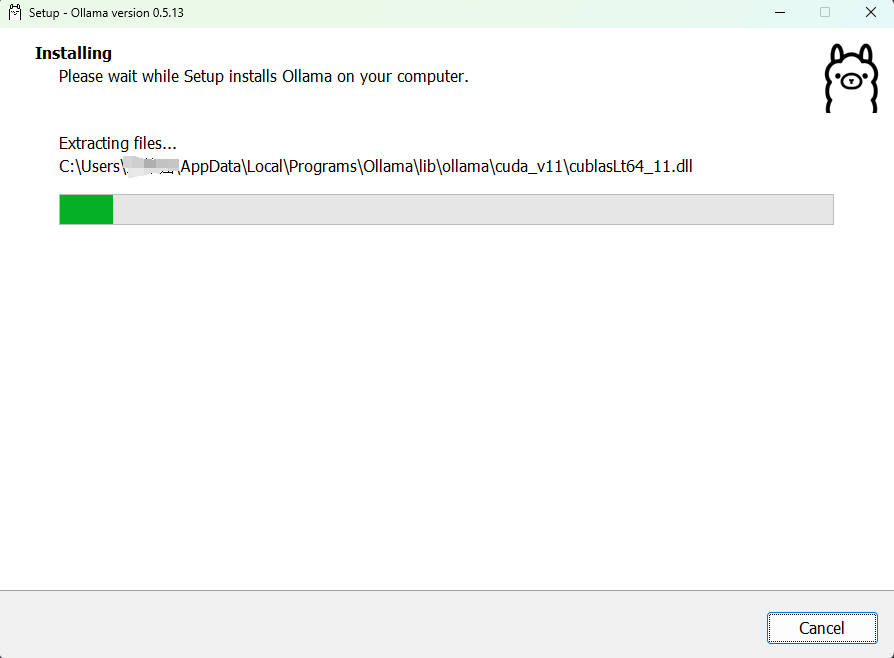 Setup - Ollama version 0.5.13
Installing
Please wait while Setup installs Ollama on your computer.
Extracting files...
C:\Users\ \AppData\Local\Programs\Ollama\lib\ollama\cuda_v11\cublasLt64_11.dll
Cancel